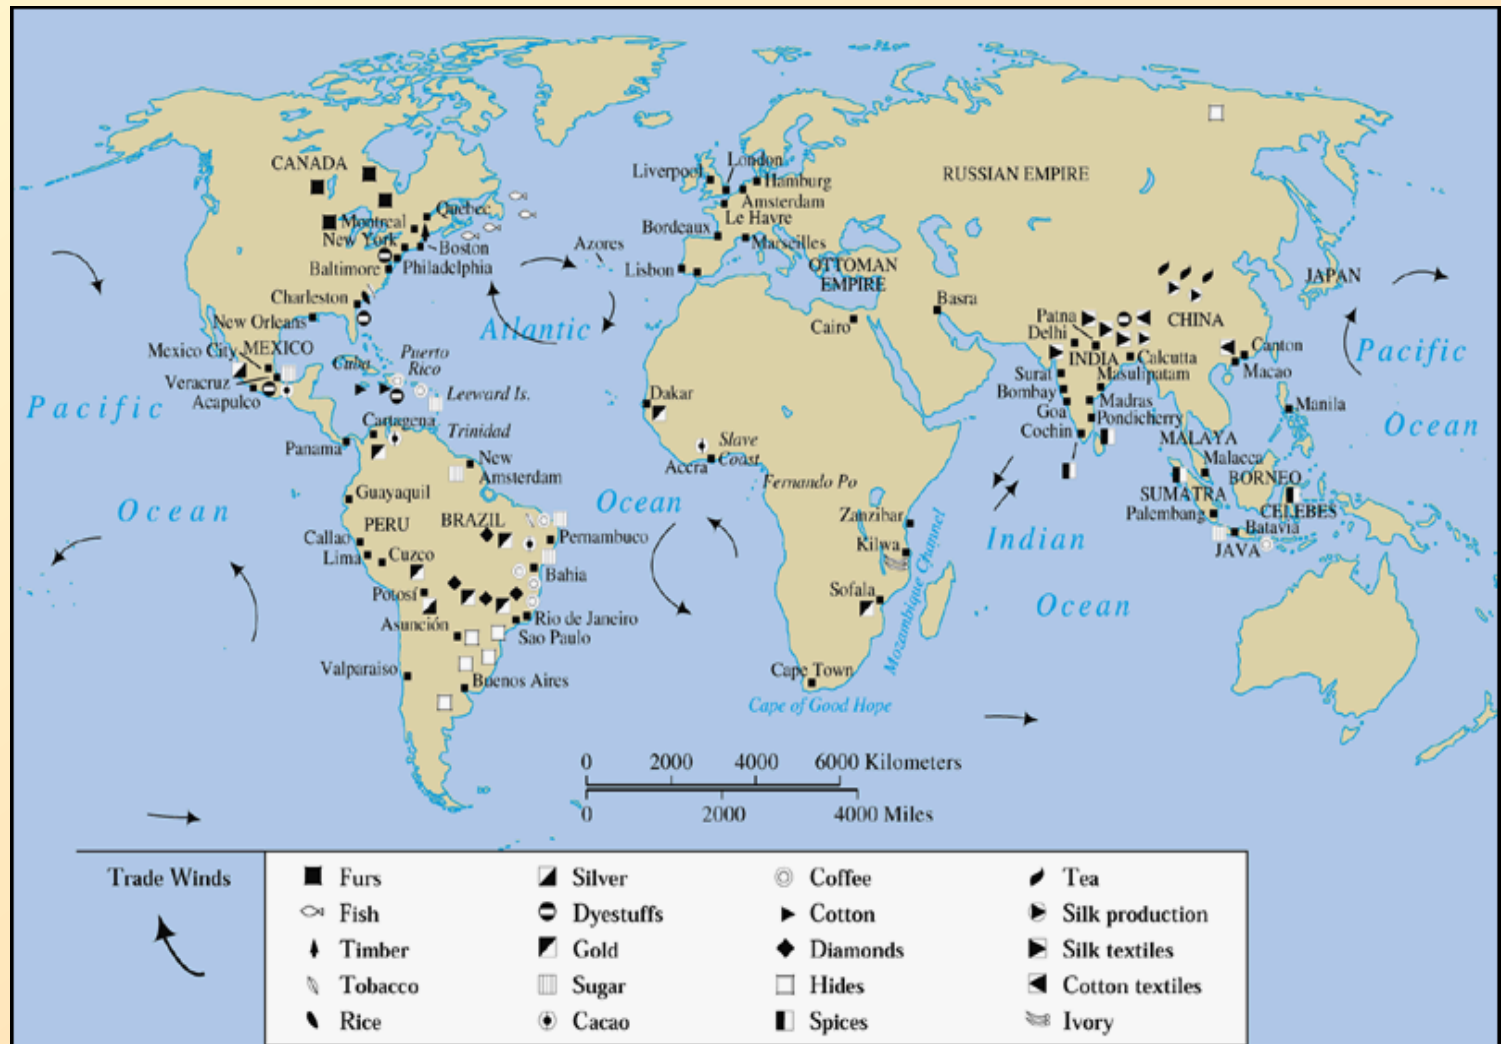 CANADA
Quebec
Montreal
New York
Boston
Philadelphia
Baltimore
Charleston
New Orleans
Mexico City
MEXICO
Veracruz
Acapulco
Cuba
Puerto
Rico
Leeward Is.
Cartagena
Trinidad
Panama
New
Amsterdam
Guayaquil
PERU
BRAZIL
Callao
Lima
Cuzco
Pernambuco
Bahia
Potosí
Asunción
Rio de Janeiro
Sao Paulo
Valparaiso
Buenos Aires
Pacific
Ocean
Atlantic
Ocean
Azores
Liverpool
London
Hamburg
Amsterdam
Le Havre
Bordeaux
Marseilles
Lisbon
OTTOMAN
EMPIRE
RUSSIAN EMPIRE
Cairo
Basra
Dakar
Accra
Slave
Coast
Fernando Po
Zanzibar
Kilwa
Sofala
Mozambique Channel
Cape Town
Cape of Good Hope
Patna
Delhi
INDIA
Calcutta
Surat
Masulipatam
Bombay
Madras
Goa
Pondicherry
Cochin
CHINA
Canton
Macao
JAPAN
Manila
MALAYA
Malacca
BORNEO
SUMATRA
CELEBES
Palembang
Batavia
JAVA
Indian
Ocean
Pacific
Ocean
0 2000 4000 6000 Kilometers
0 2000 4000 Miles
Trade Winds
Furs
Fish
Timber
Tobacco
Rice
Silver
Dyestuffs
Gold
Sugar
Cacao
Coffee
Cotton
Diamonds
Hides
Spices
Tea
Silk production
Silk textiles
Cotton textiles
Ivory